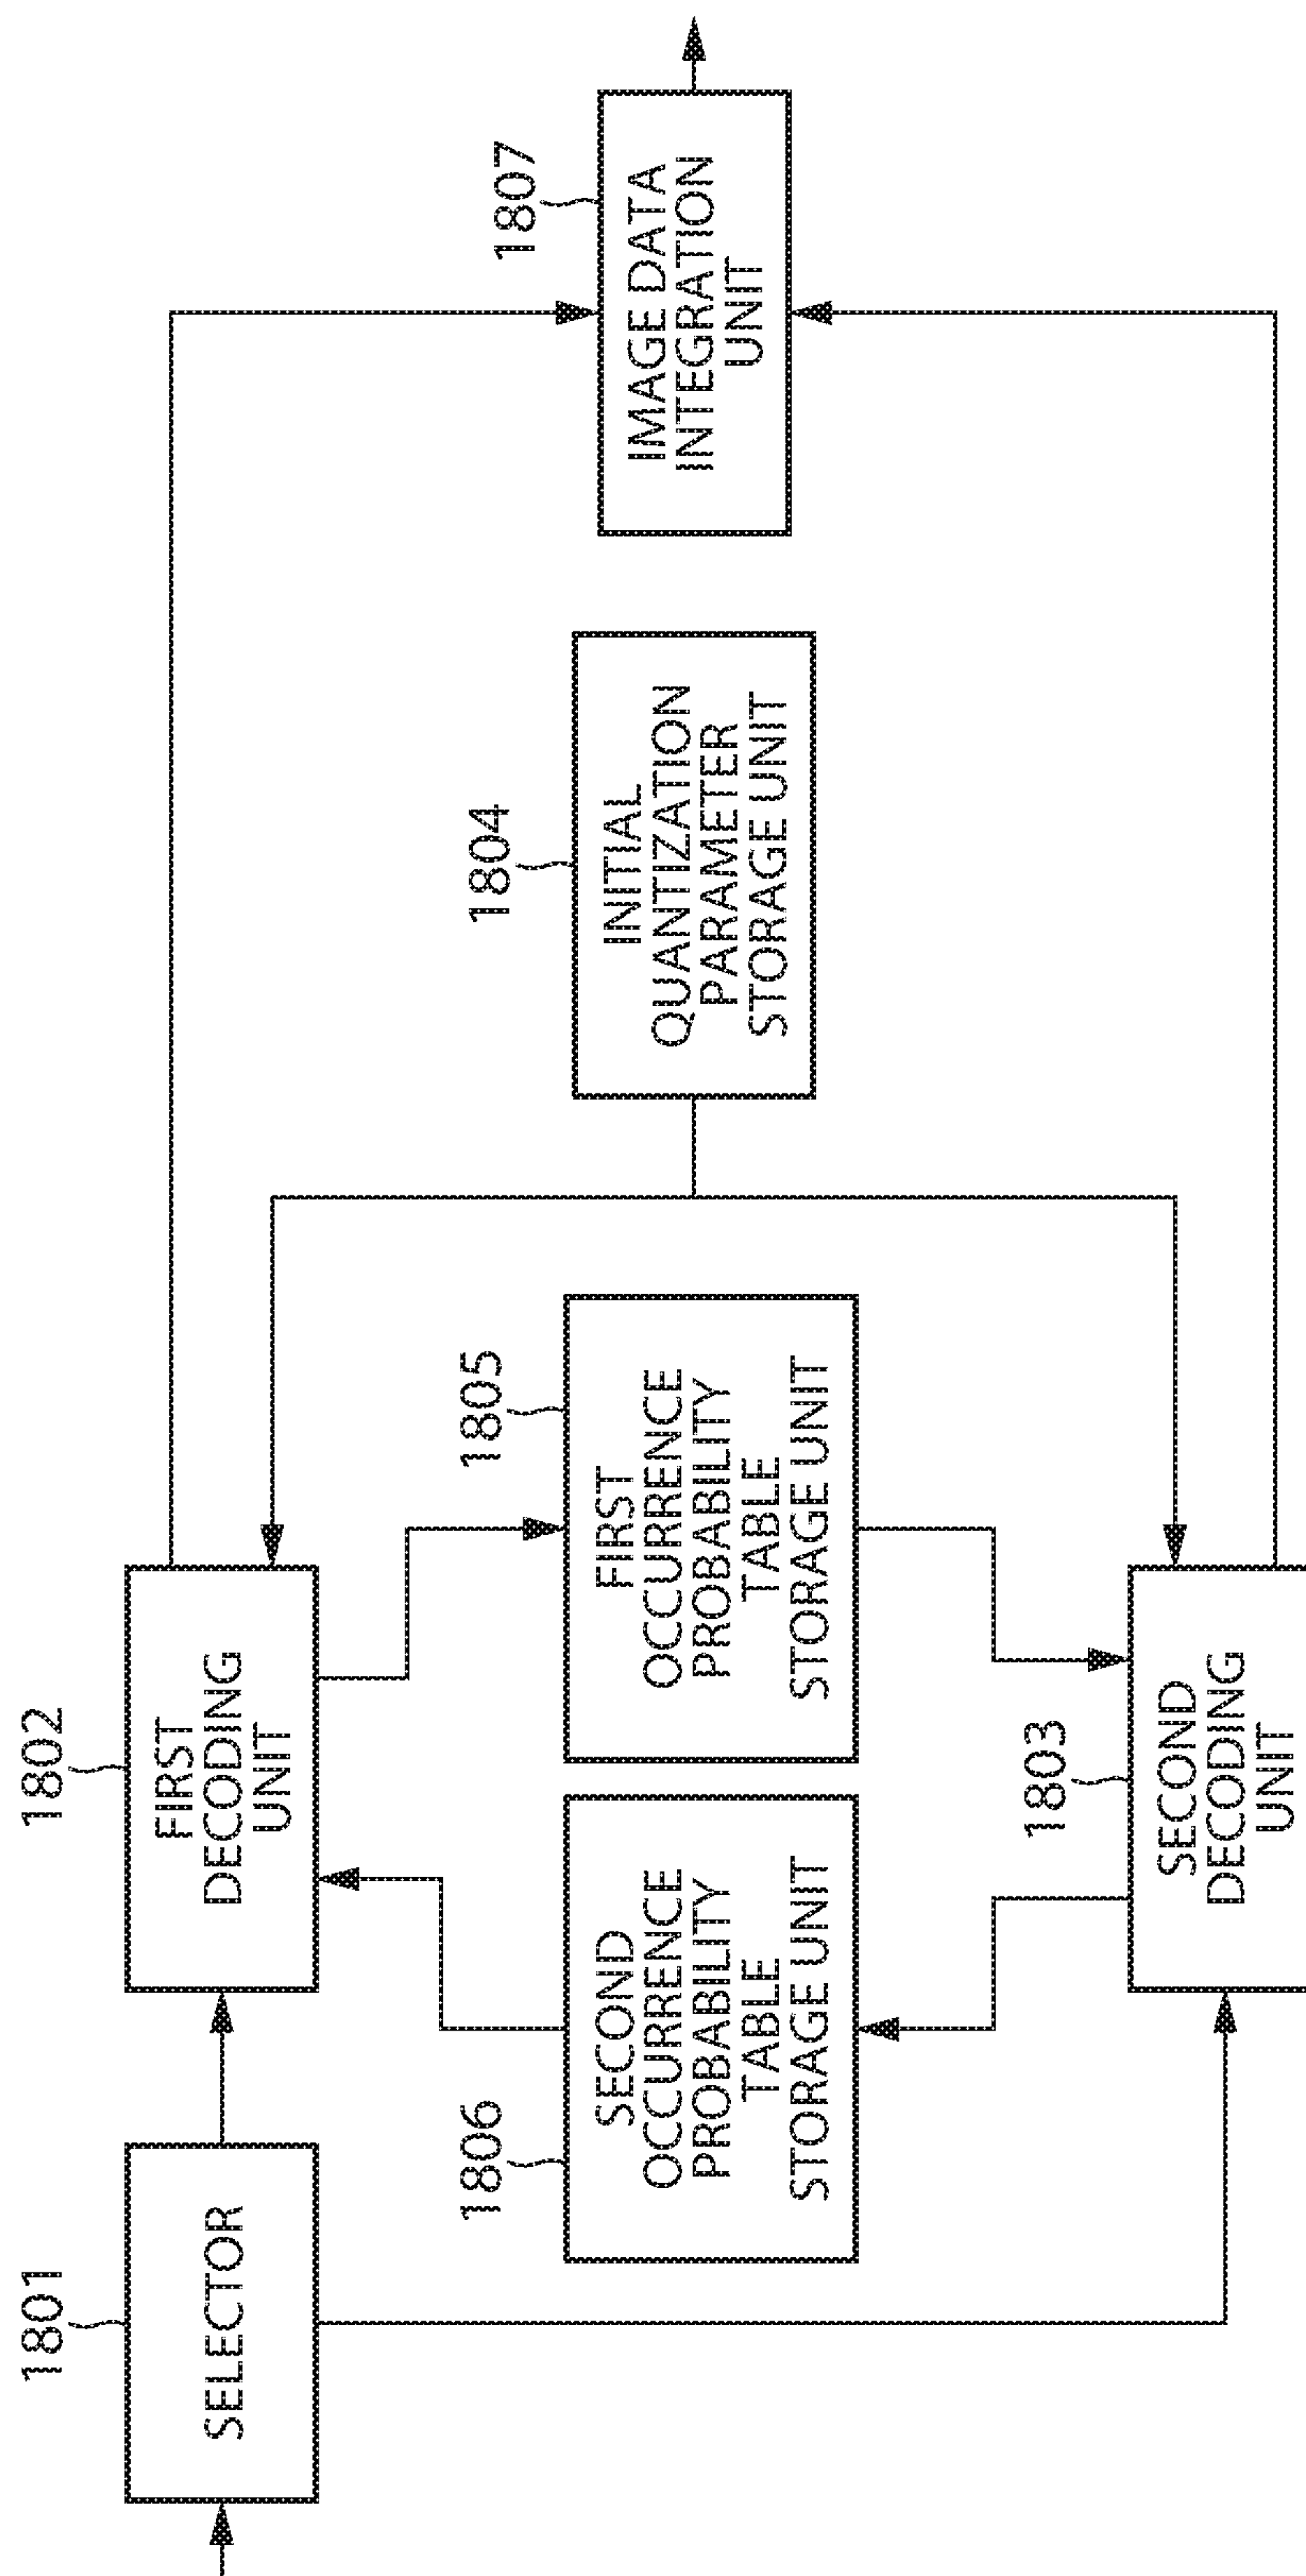 1801
SELECTOR
1802
FIRST
DECODING
UNIT
1806
SECOND
OCCURRENCE
PROBABILITY
TABLE
STORAGE UNIT
1805
FIRST
OCCURRENCE
PROBABILITY
TABLE
STORAGE UNIT
1803
SECOND
DECODING
UNIT
1804
INITIAL
QUANTIZATION
PARAMETER
STORAGE UNIT
1807
IMAGE DATA
INTEGRATION
UNIT